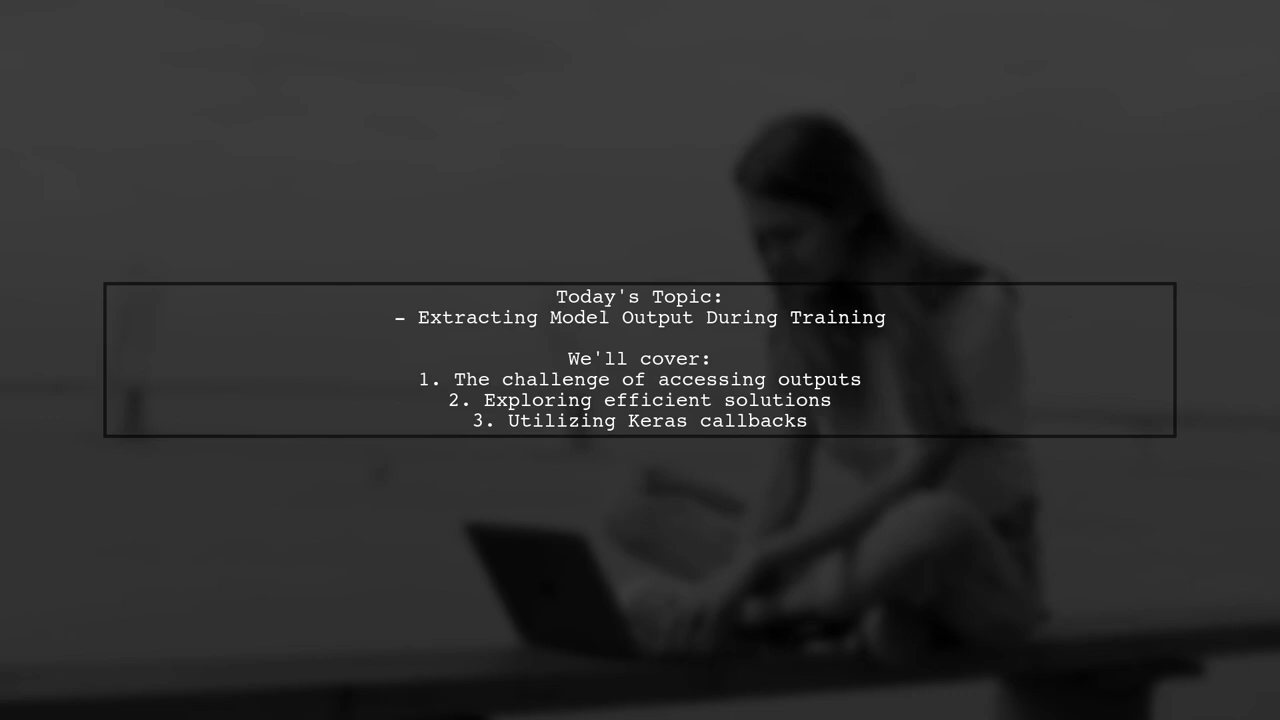 Today's Topic:
- Extracting Model Output During Training
We'll cover:
1. The challenge of accessing outputs
2. Exploring efficient solutions
3. Utilizing Keras callbacks